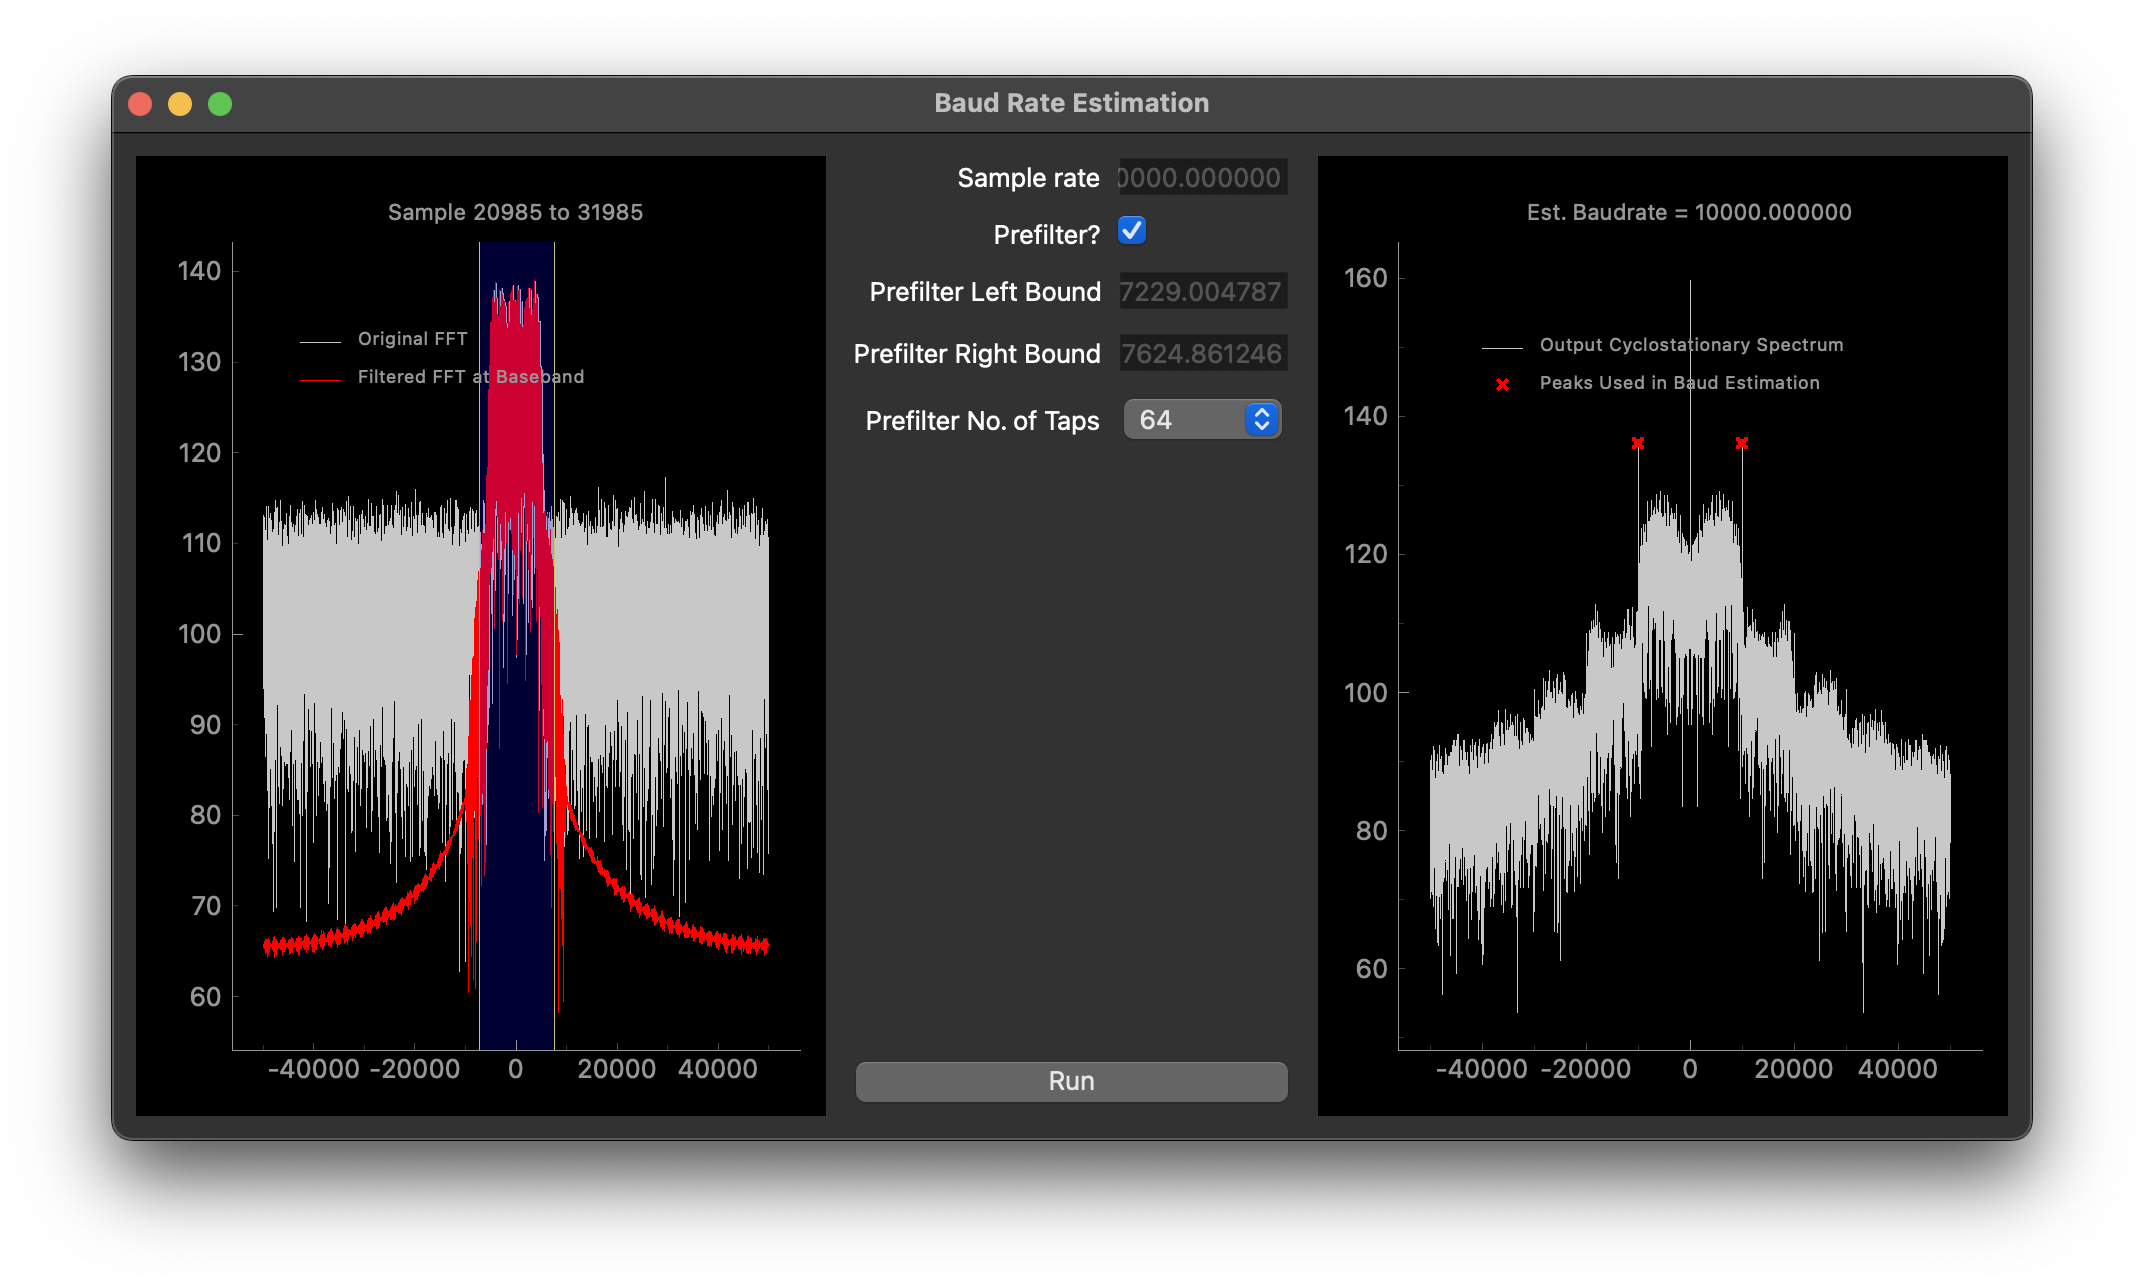 Baud Rate Estimation
Sample 20985 to 31985
140
130
120
110
100
90
80
70
60
Original FFT
Filtered FFT at Baseband
-40000 -20000 0 20000 40000
Sample rate 0000.000000
Prefilter?
Prefilter Left Bound 7229.004787
Prefilter Right Bound 7624.861246
Prefilter No. of Taps 64
Run
Est. Baudrate = 10000.000000
160
140
120
100
80
60
Output Cyclostationary Spectrum
Peaks Used in Baud Estimation
-40000 -20000 0 20000 40000